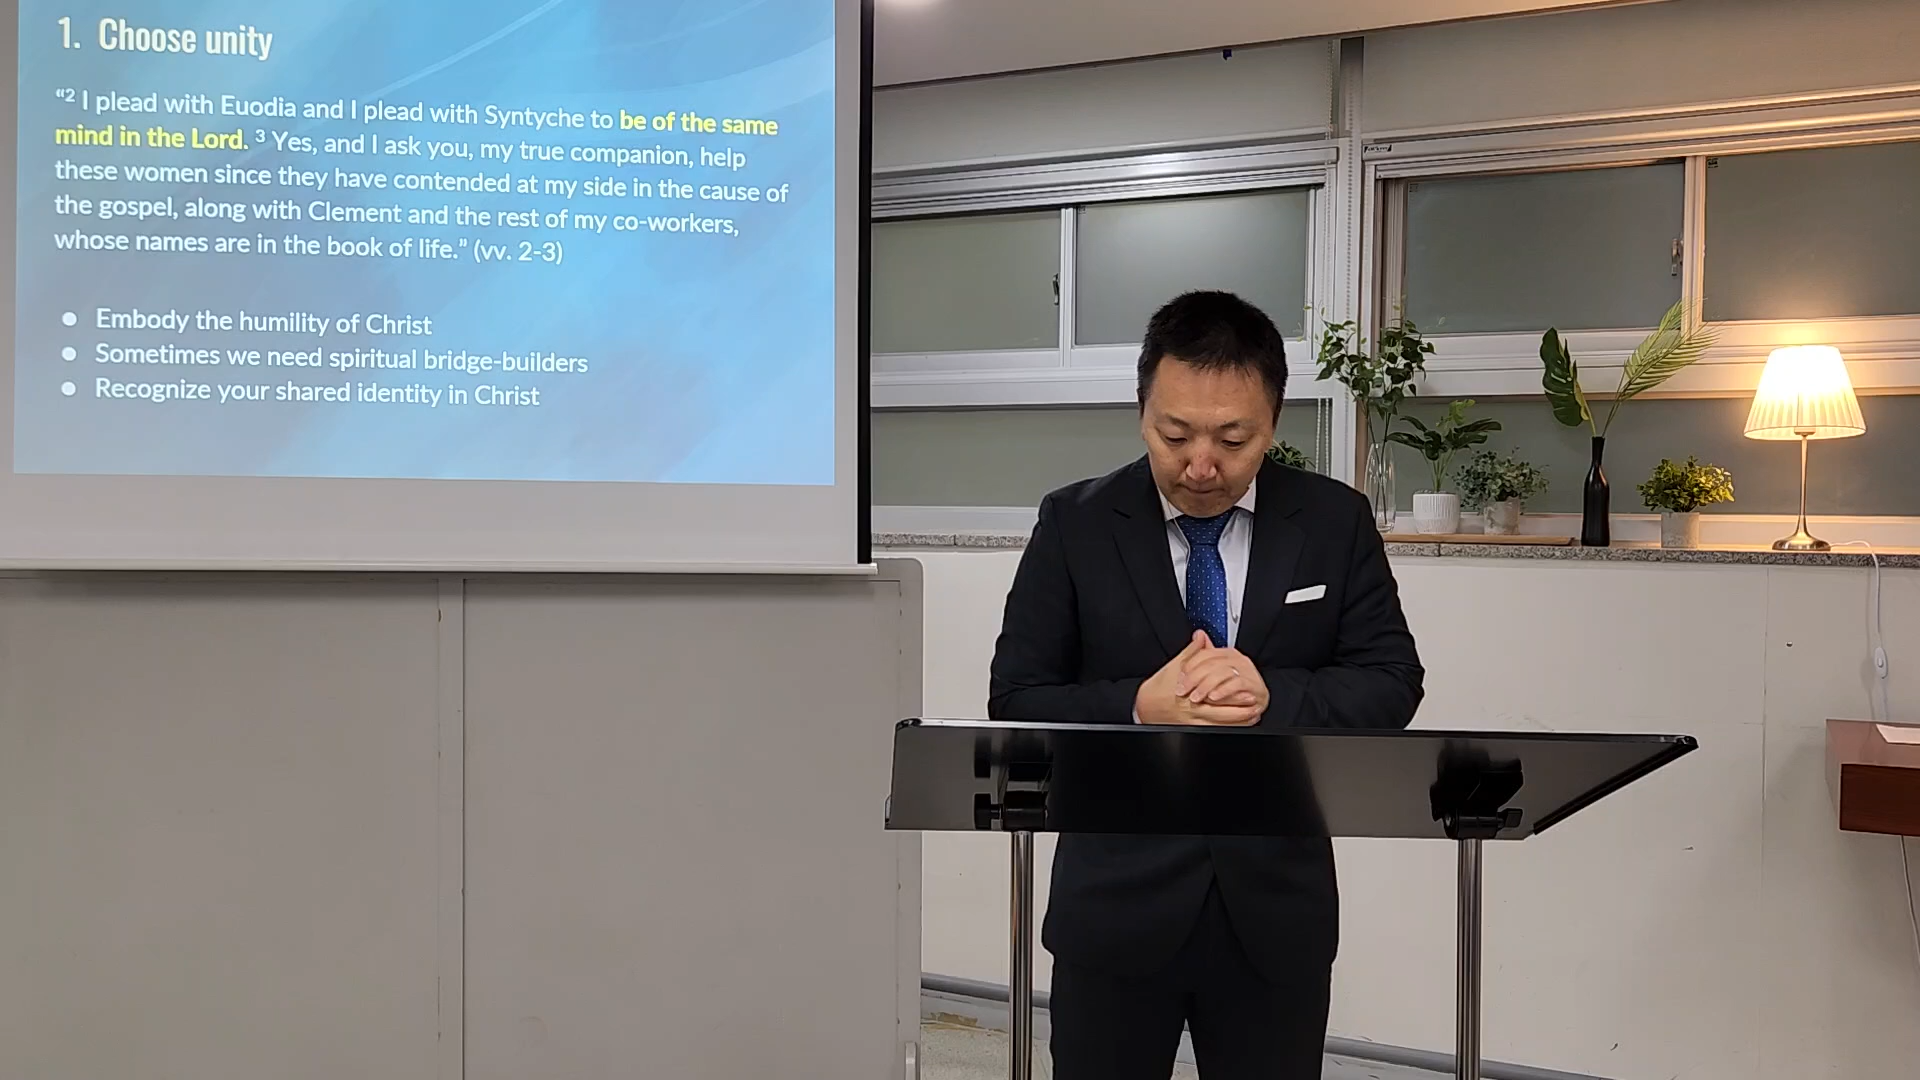 1. Choose unity
“² I plead with Euodia and I plead with Syntyche to be of the same
mind in the Lord. ³ Yes, and I ask you, my true companion, help
these women since they have contended at my side in the cause of
the gospel, along with Clement and the rest of my co-workers,
whose names are in the book of life.” (vv. 2-3)
● Embody the humility of Christ
● Sometimes we need spiritual bridge-builders
● Recognize your shared identity in Christ